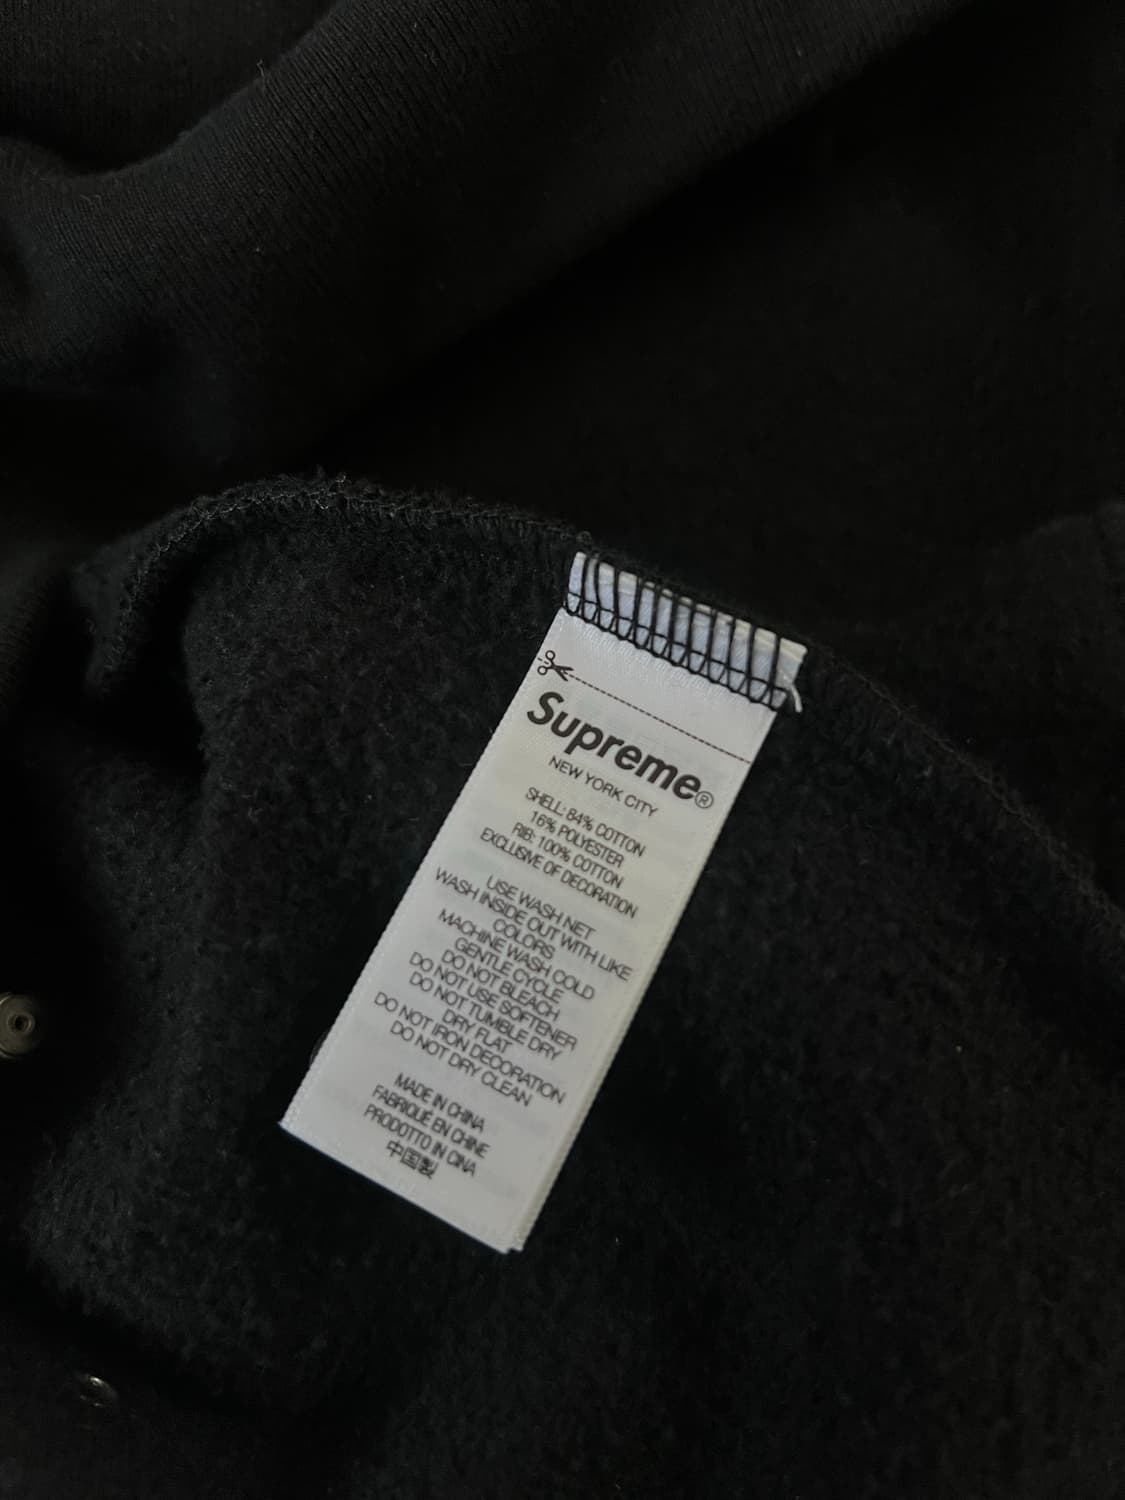 Supreme®
NEW YORK CITY
SHELL: 84% COTTON
16% POLYESTER
RIB: 100% COTTON
EXCLUSIVE OF DECORATION
USE WASH NET
WASH INSIDE OUT WITH LIKE
COLORS
MACHINE WASH COLD
GENTLE CYCLE
DO NOT BLEACH
DO NOT USE SOFTENER
DO NOT TUMBLE DRY
DRY FLAT
DO NOT IRON DECORATION
DO NOT DRY CLEAN
MADE IN CHINA
FABRIQUÉ EN CHINE
PRODOTTO IN CINA
中国製